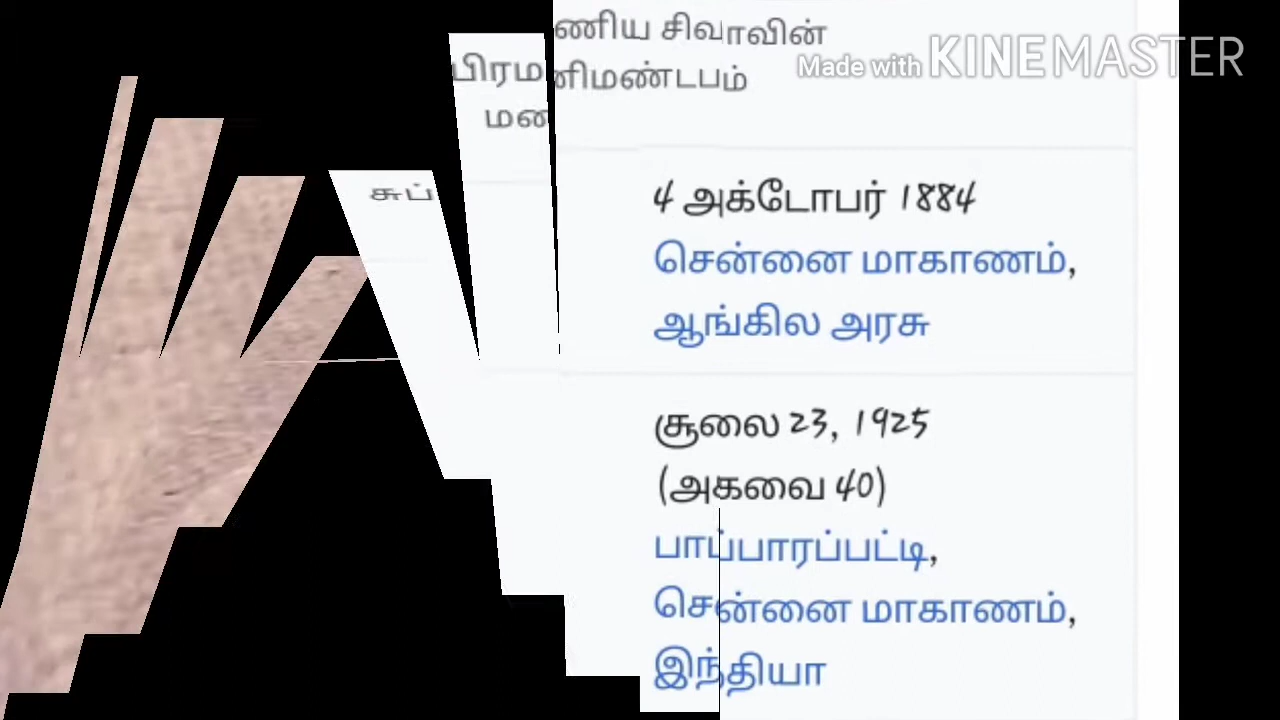 ணிய சிவாவின்
Made with KINEMASTER
பிரம
னிமண்டபம்
சுப்
4 அக்டோபர் 1884
சென்னை மாகாணம்,
ஆங்கில அரசு
சூலை 23, 1925
(அகவை 40)
பாப்பாரப்பட்டி,
சென்னை மாகாணம்,
இந்தியா